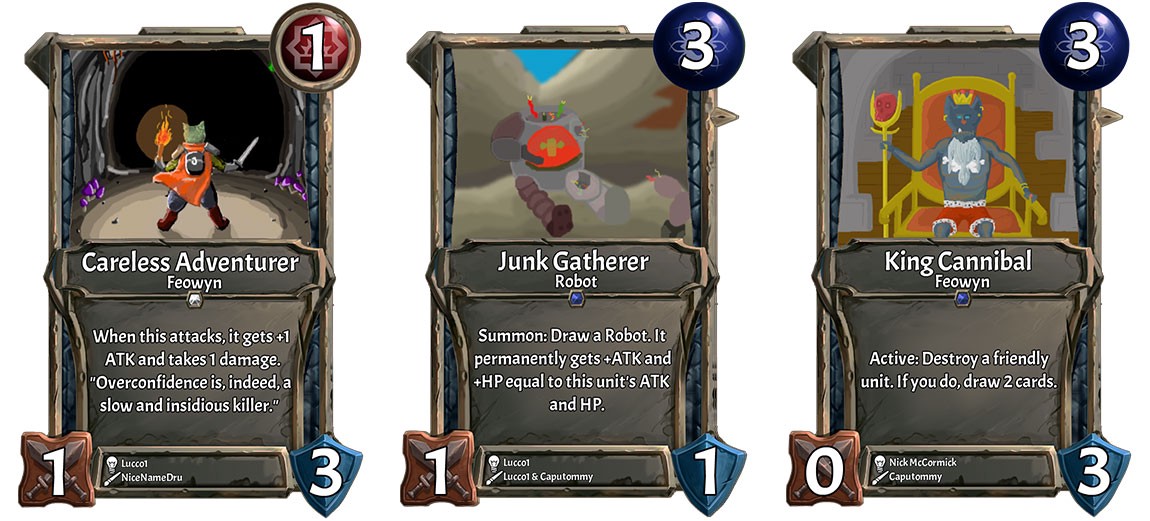 1
Careless Adventurer
Feowyn
When this attacks, it gets +1
ATK and takes 1 damage.
"Overconfidence is, indeed, a
slow and insidious killer."
1
Lucco1
NiceNameDru
3
3
Junk Gatherer
Robot
Summon: Draw a Robot. It
permanently gets +ATK and
+HP equal to this unit's ATK
and HP.
1
Lucco1
Lucco1 & Caputommy
1
3
King Cannibal
Feowyn
Active: Destroy a friendly
unit. If you do, draw 2 cards.
0
Nick McCormick
Caputommy
3